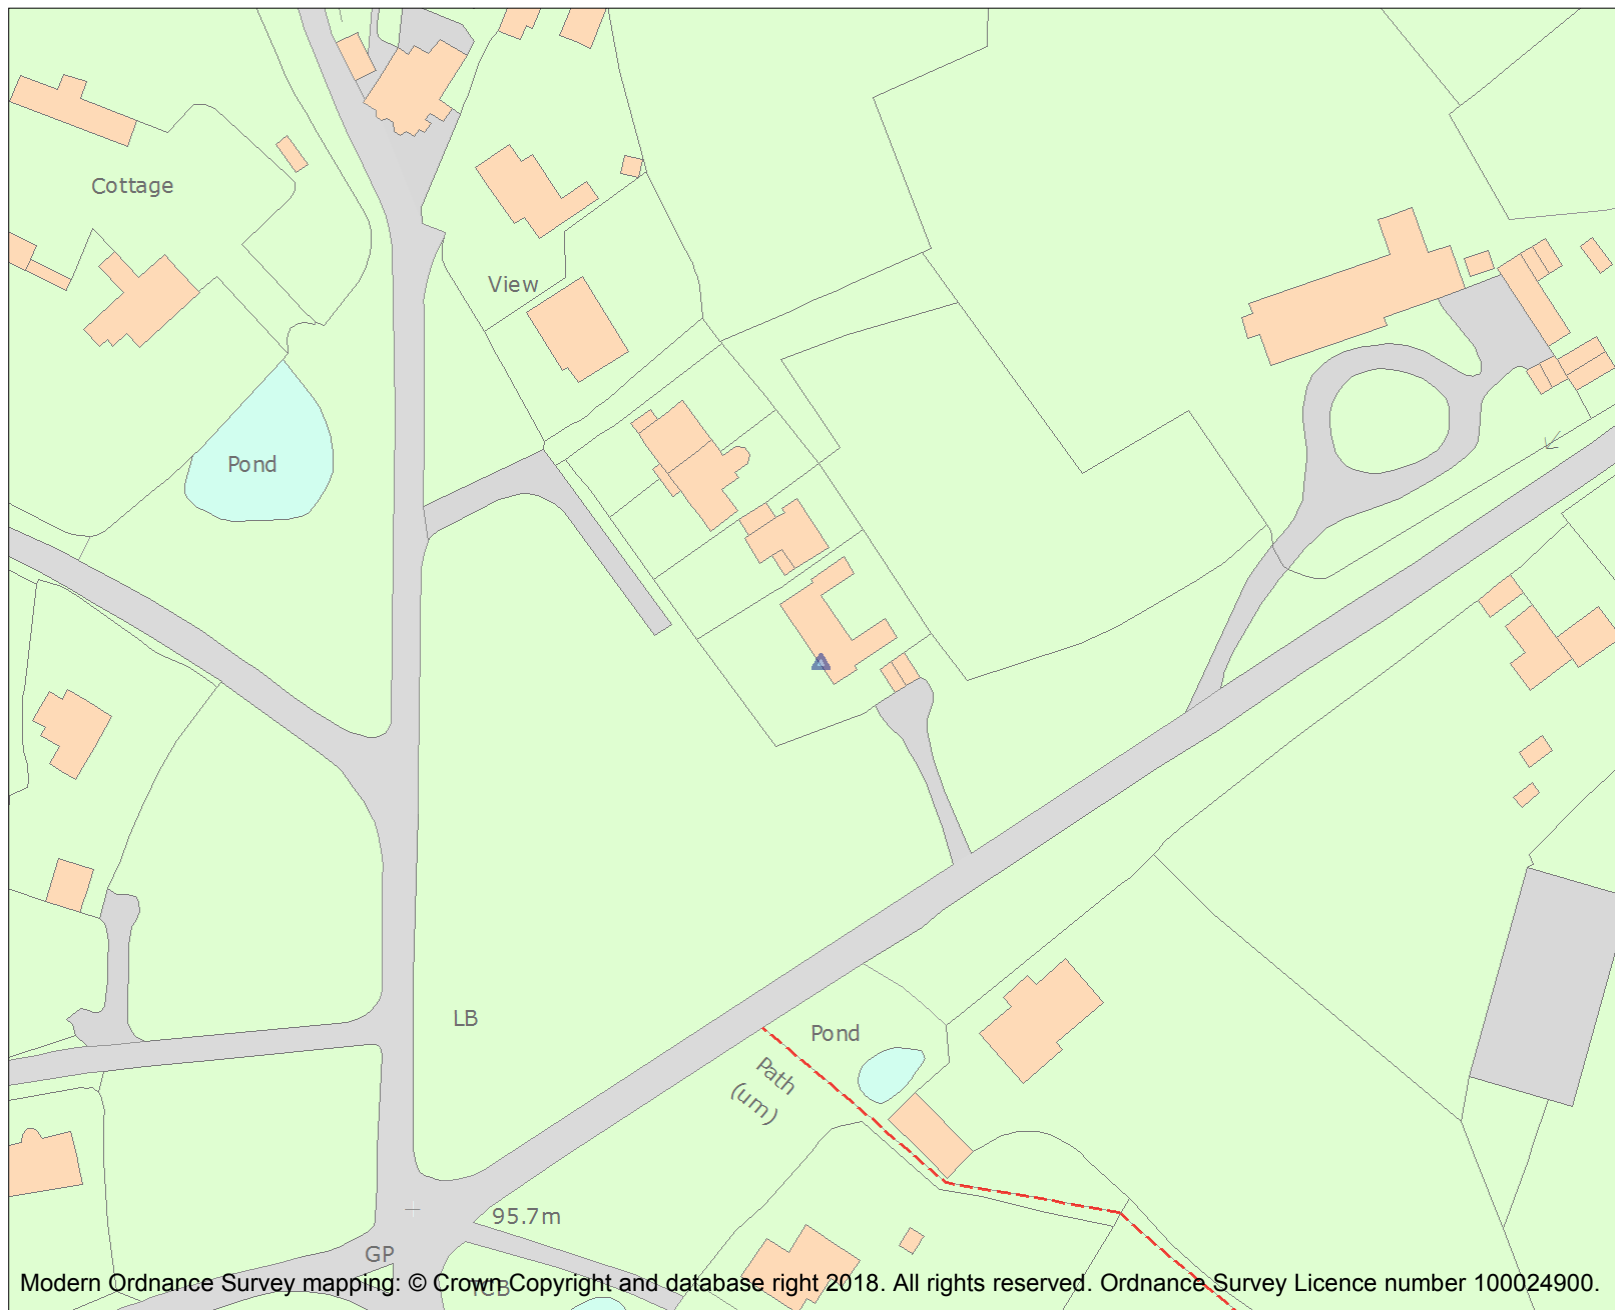 Cottage
View
Pond
LB
Pond
Path
(um)
95.7m
GP
TCB
Modern Ordnance Survey mapping: © Crown Copyright and database right 2018. All rights reserved. Ordnance Survey Licence number 100024900.